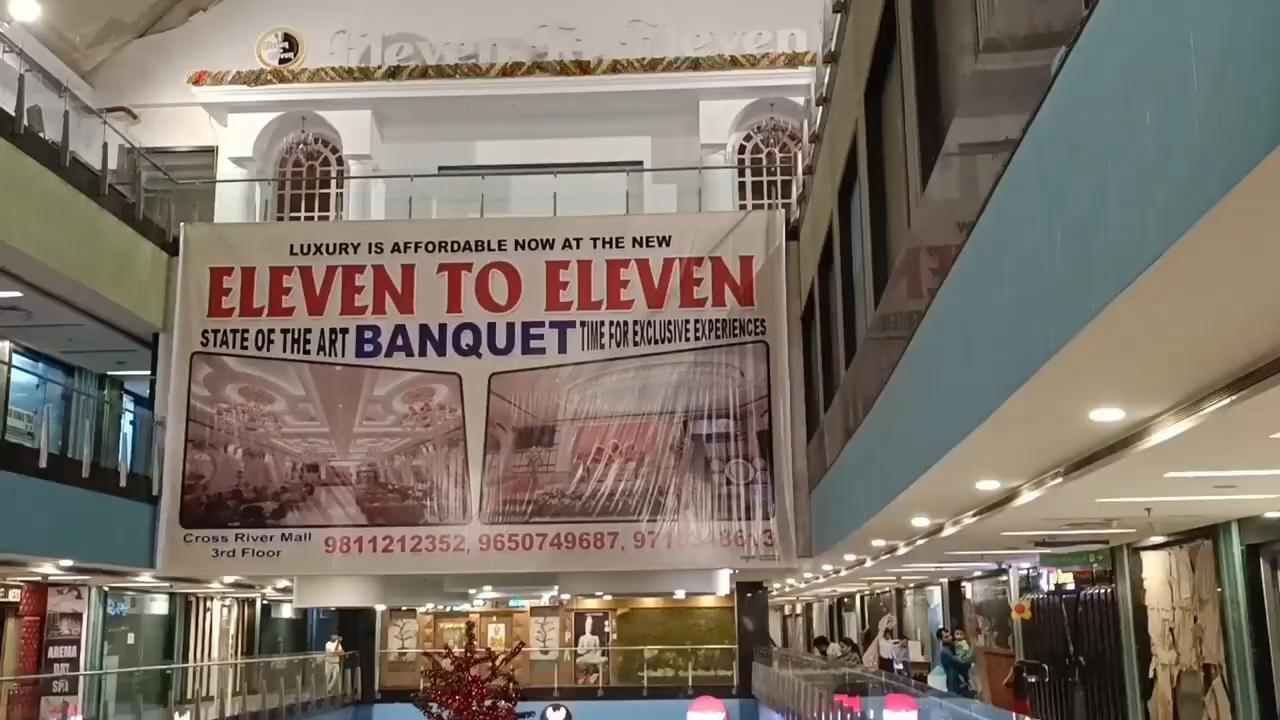 Eleven To Eleven
LUXURY IS AFFORDABLE NOW AT THE NEW
ELEVEN TO ELEVEN
STATE OF THE ART BANQUET TIME FOR EXCLUSIVE EXPERIENCES
Cross River Mall
3rd Floor
9811212352, 9650749687,
AREMA
DAY
SPA